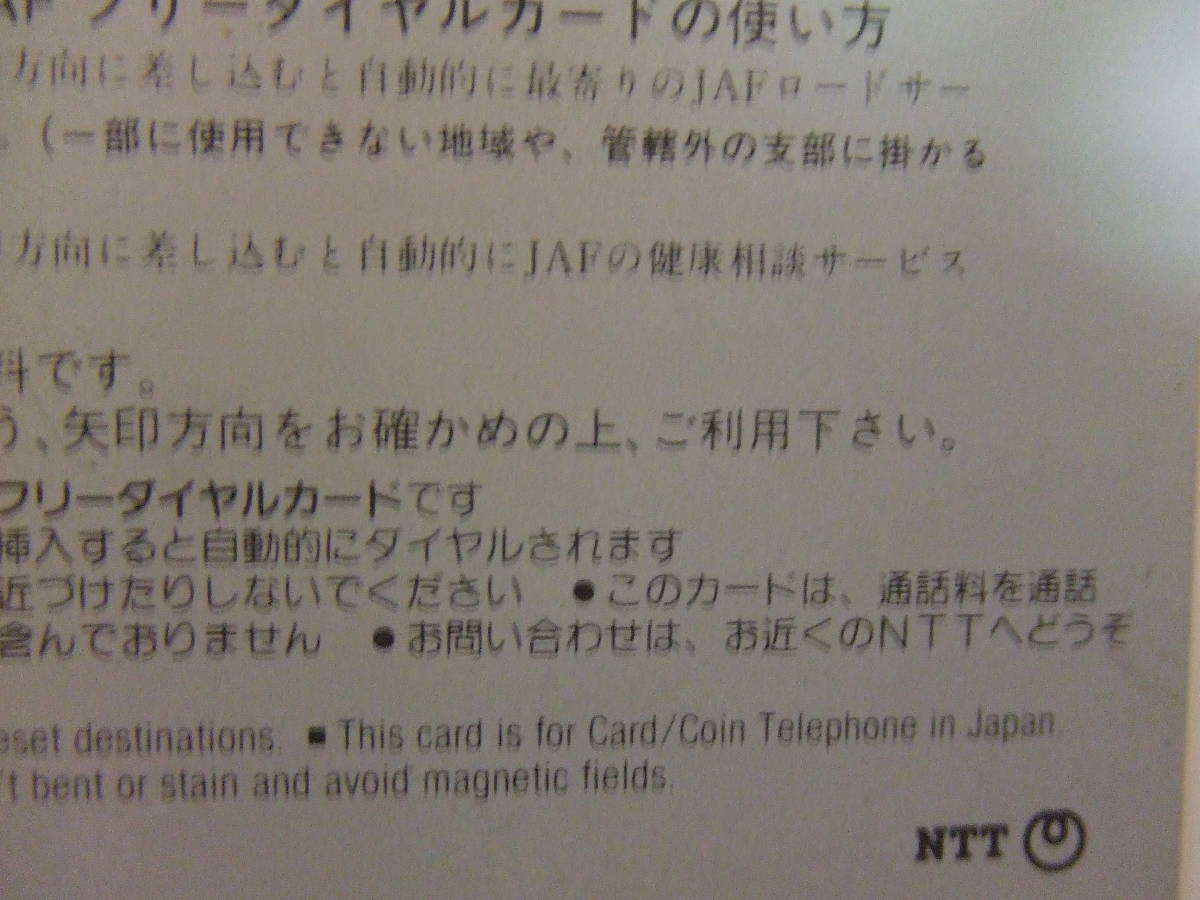 AF フリーダイヤルカードの使い方
方向に差し込むと自動的に最寄りのJAFロードサー
。(一部に使用できない地域や、管轄外の支部に掛かる
方向に差し込むと自動的にJAFの健康相談サービス
料です。
う、矢印方向をお確かめの上、ご利用下さい。
フリーダイヤルカードです
挿入すると自動的にダイヤルされます
近づけたりしないでください ●このカードは、通話料を通話
含んでおりません ●お問い合わせは、お近くのNTTへどうぞ
eset destinations. ■ This card is for Card/Coin Telephone in Japan.
't bent or stain and avoid magnetic fields.
NTT